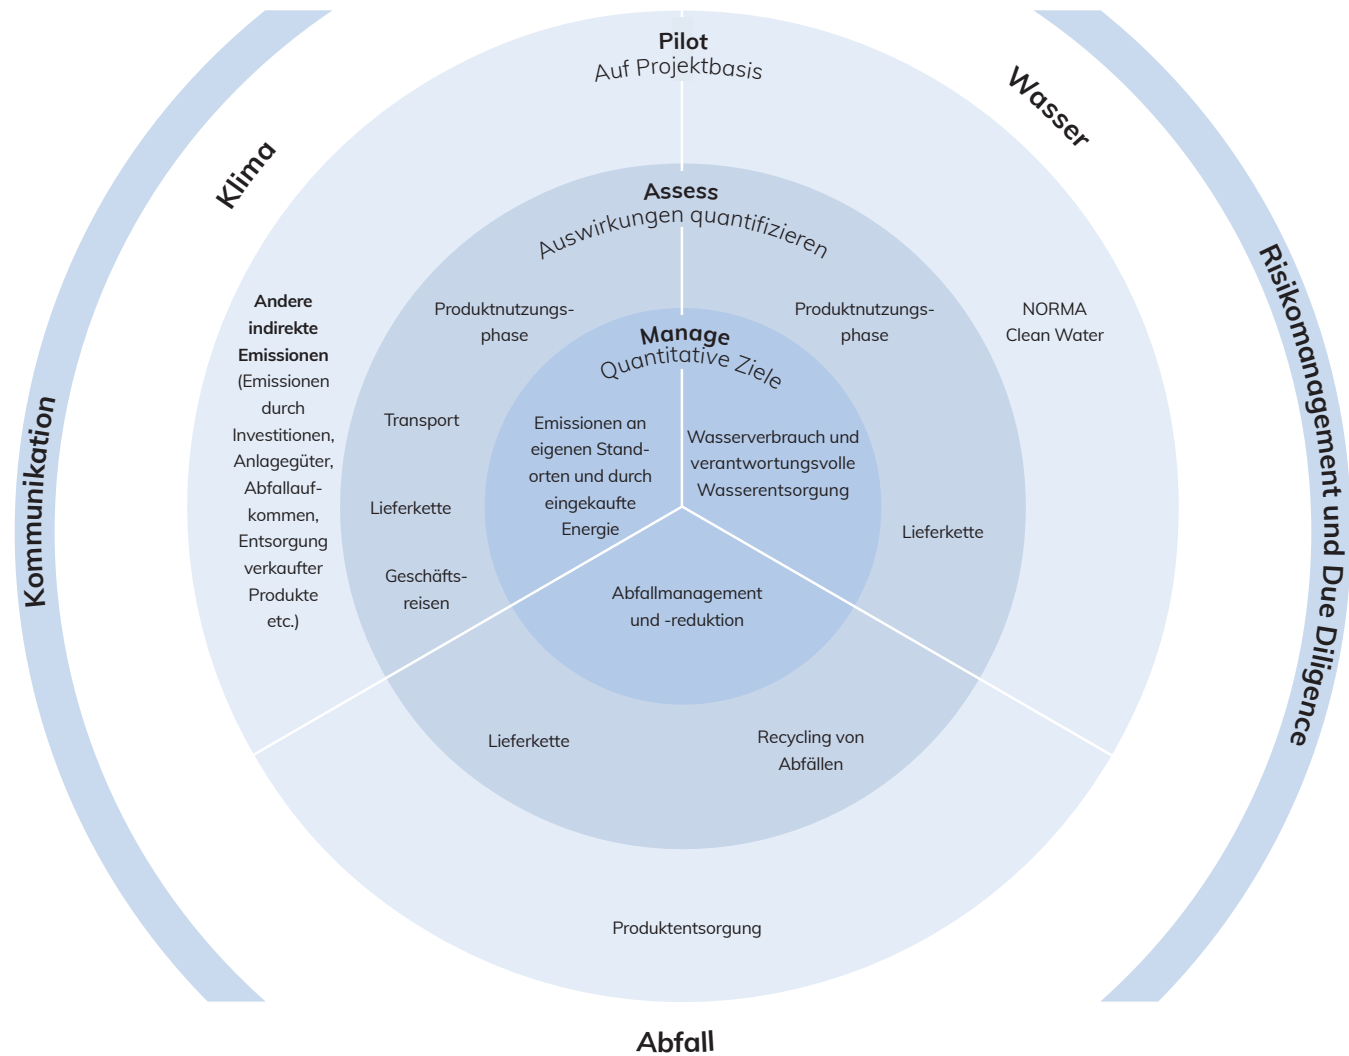 Pilot
Auf Projektbasis
Wasser
Klima
Assess
Auswirkungen quantifizieren
Risikomanagement und Due Diligence
Kommunikation
Andere
indirekte
Emissionen
(Emissionen
durch
Investitionen,
Anlagegüter,
Abfallauf-
kommen,
Entsorgung
verkaufter
Produkte
etc.)
Produktnutzungs-
phase
Transport
Lieferkette
Geschäfts-
reisen
Manage
Quantitative Ziele
Emissionen an
eigenen Stand-
orten und durch
eingekaufte
Energie
Wasserverbrauch und
verantwortungsvolle
Wasserentsorgung
Produktnutzungs-
phase
Lieferkette
NORMA
Clean Water
Abfallmanagement
und -reduktion
Lieferkette
Recycling von
Abfällen
Produktentsorgung
Abfall